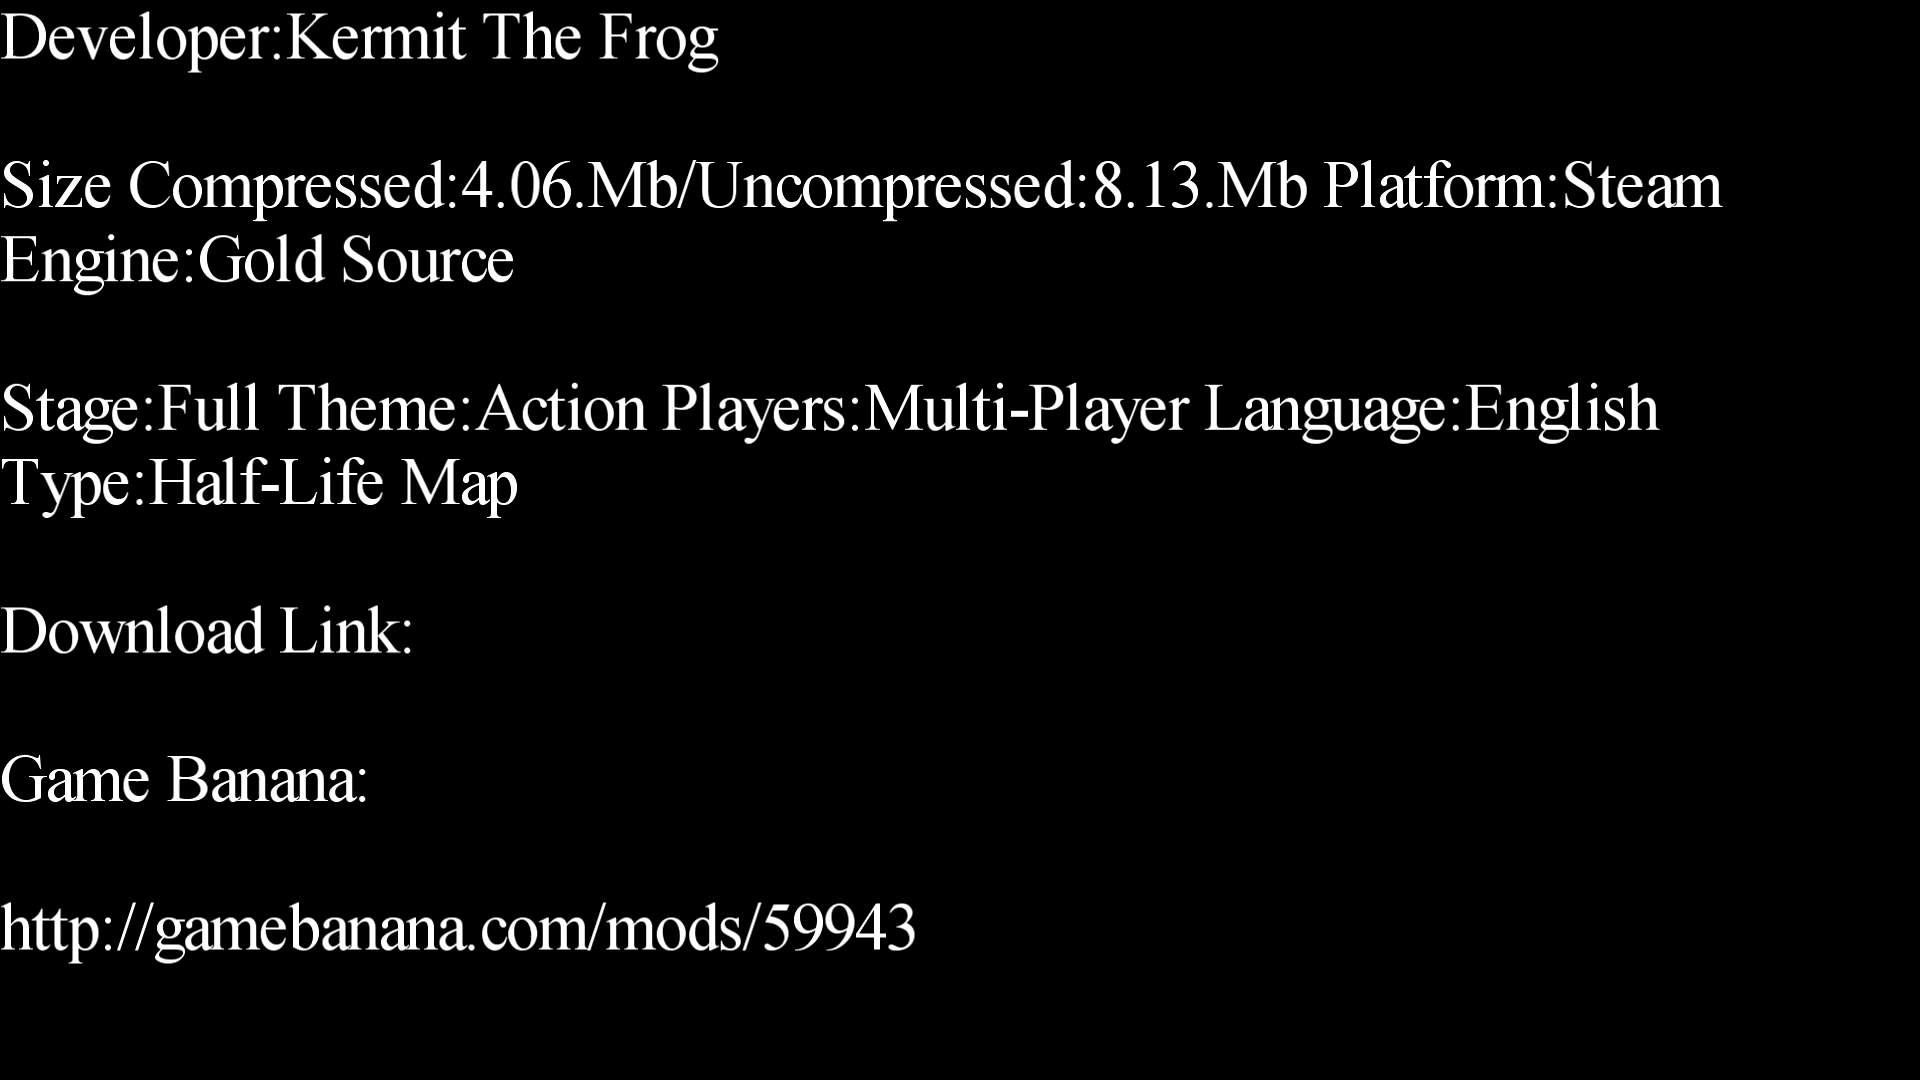 Developer:Kermit The Frog
Size Compressed:4.06.Mb/Uncompressed:8.13.Mb Platform:Steam
Engine:Gold Source
Stage:Full Theme:Action Players:Multi-Player Language:English
Type:Half-Life Map
Download Link:
Game Banana:
http://gamebanana.com/mods/59943